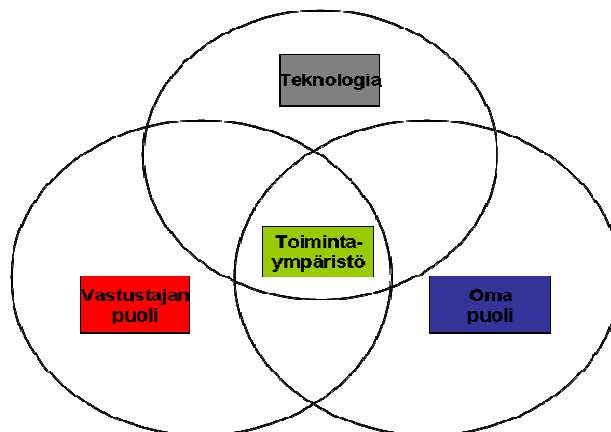 Teknologia
Toiminta-
ympäristö
Vastustajan
puoli
Oma
puoli